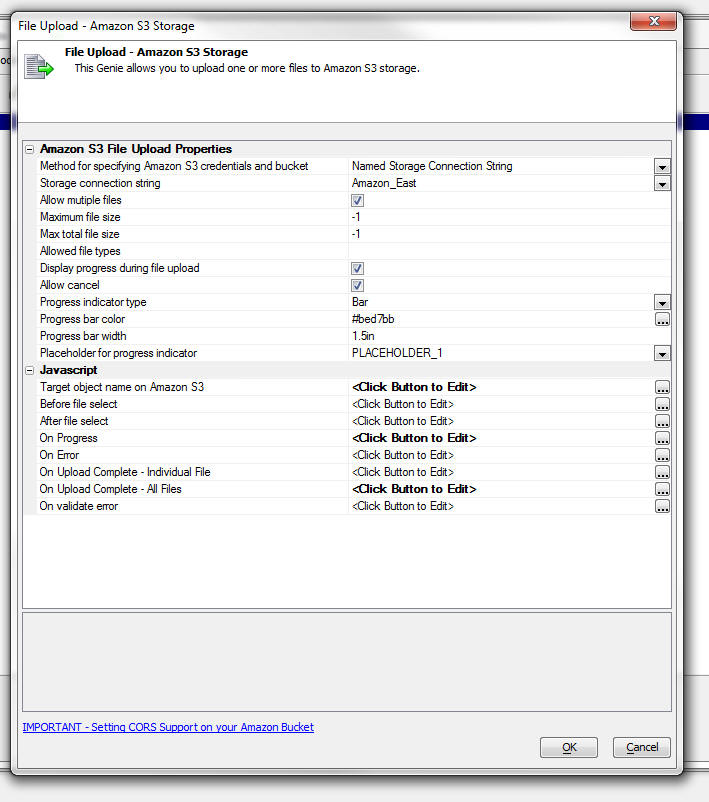 File Upload - Amazon S3 Storage
File Upload - Amazon S3 Storage
This Genie allows you to upload one or more files to Amazon S3 storage.
Amazon S3 File Upload Properties
Method for specifying Amazon S3 credentials and bucket Named Storage Connection String
Storage connection string Amazon_East
Allow mutiple files
Maximum file size -1
Max total file size -1
Allowed file types
Display progress during file upload
Allow cancel
Progress indicator type Bar
Progress bar color #bed7bb ...
Progress bar width 1.5in
Placeholder for progress indicator PLACEHOLDER_1
Javascript
Target object name on Amazon S3 <Click Button to Edit> ...
Before file select <Click Button to Edit> ...
After file select <Click Button to Edit> ...
On Progress <Click Button to Edit> ...
On Error <Click Button to Edit> ...
On Upload Complete - Individual File <Click Button to Edit> ...
On Upload Complete - All Files <Click Button to Edit> ...
On validate error <Click Button to Edit> ...
IMPORTANT - Setting CORS Support on your Amazon Bucket
OK Cancel